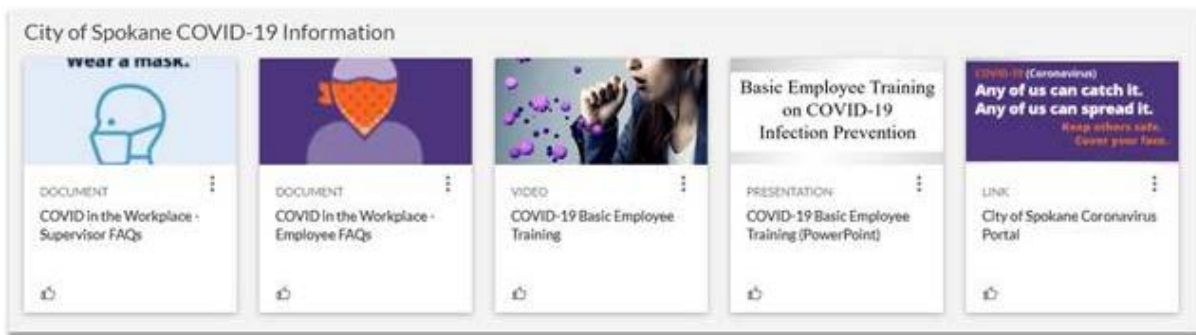 City of Spokane COVID-19 Information
Wear a mask.
DOCUMENT
COVID in the Workplace -
Supervisor FAQs
DOCUMENT
COVID in the Workplace -
Employee FAQs
VIDEO
COVID-19 Basic Employee
Training
Basic Employee Training
on COVID-19
Infection Prevention
PRESENTATION
COVID-19 Basic Employee
Training (PowerPoint)
COVID-19 (Coronavirus)
Any of us can catch it.
Any of us can spread it.
Keep others safe.
Cover your face.
LINK
City of Spokane Coronavirus
Portal